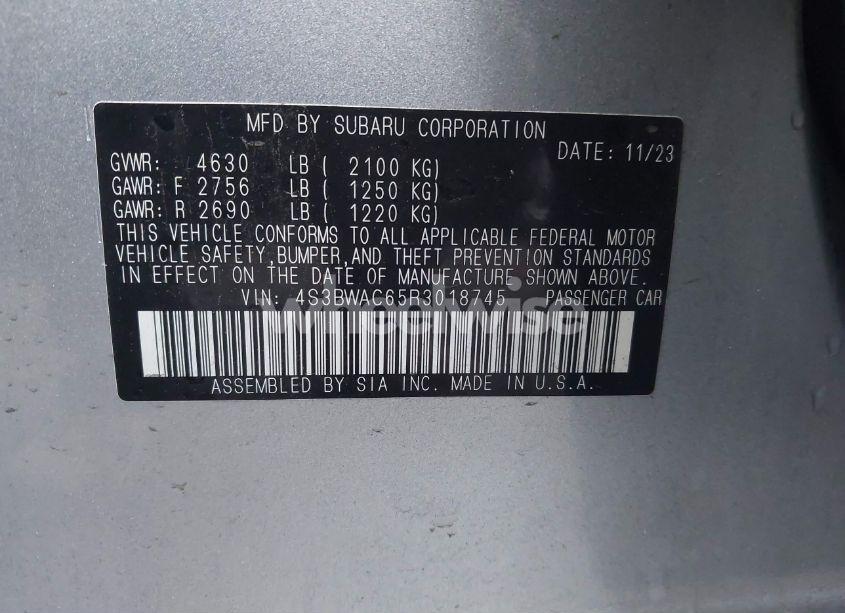 MFD BY SUBARU CORPORATION
DATE: 11/23
GVWR: 4630 LB ( 2100 KG)
GAWR: F 2756 LB ( 1250 KG)
GAWR: R 2690 LB ( 1220 KG)
THIS VEHICLE CONFORMS TO ALL APPLICABLE FEDERAL MOTOR
VEHICLE SAFETY,BUMPER,AND THEFT PREVENTION STANDARDS
IN EFFECT ON THE DATE OF MANUFACTURE SHOWN ABOVE.
VIN: 4S3BWAC65R3018745 PASSENGER CAR
wheelwise
ASSEMBLED BY SIA INC. MADE IN U.S.A.